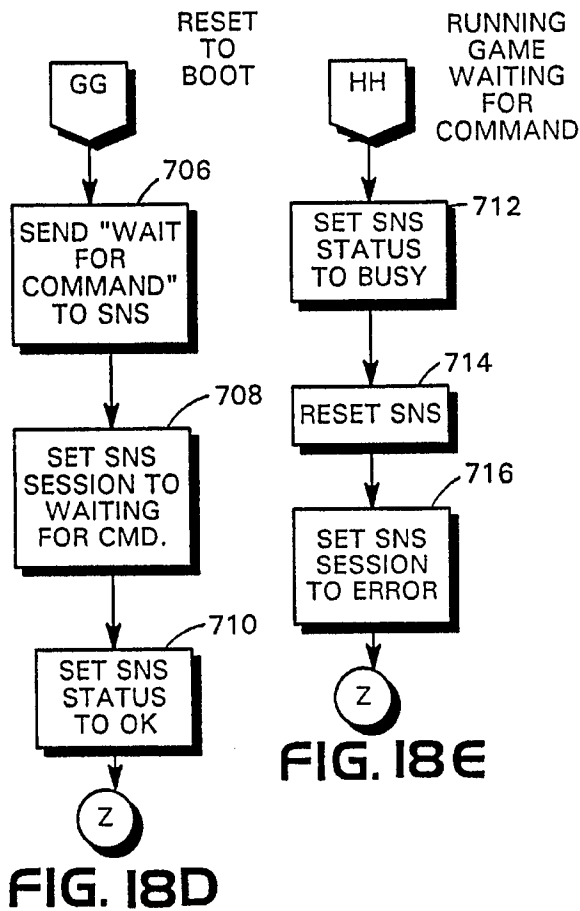 RESET
TO
BOOT
GG
706
SEND "WAIT
FOR
COMMAND"
TO SNS
708
SET SNS
SESSION TO
WAITING
FOR CMD.
710
SET SNS
STATUS
TO OK
Z
FIG. 18D
RUNNING
GAME
WAITING
FOR
COMMAND
HH
712
SET SNS
STATUS
TO BUSY
714
RESET SNS
716
SET SNS
SESSION
TO ERROR
Z
FIG. 18E